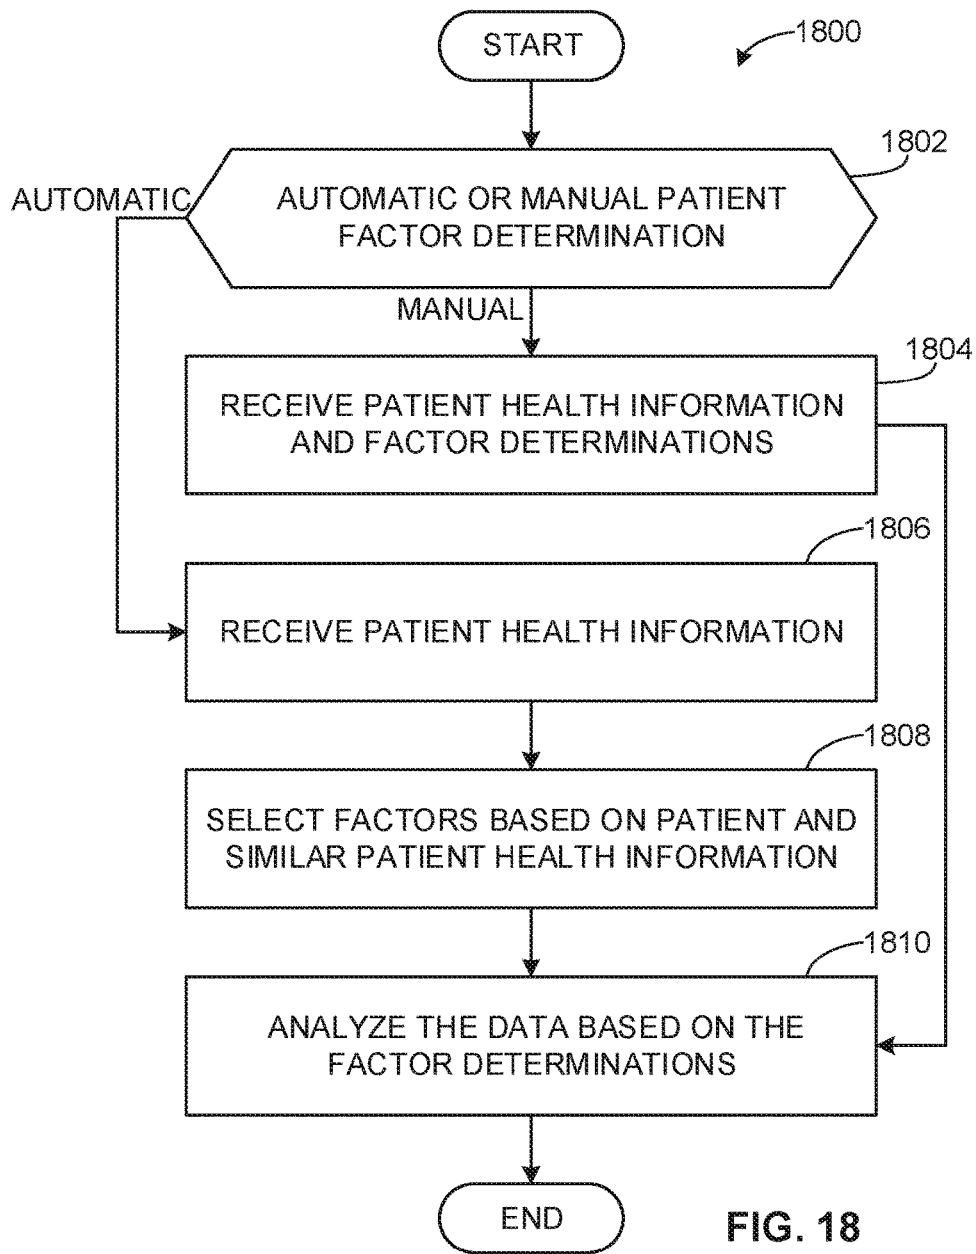 START
1800
1802
AUTOMATIC
AUTOMATIC OR MANUAL PATIENT
FACTOR DETERMINATION
MANUAL
1804
RECEIVE PATIENT HEALTH INFORMATION
AND FACTOR DETERMINATIONS
1806
RECEIVE PATIENT HEALTH INFORMATION
1808
SELECT FACTORS BASED ON PATIENT AND
SIMILAR PATIENT HEALTH INFORMATION
1810
ANALYZE THE DATA BASED ON THE
FACTOR DETERMINATIONS
END
FIG. 18